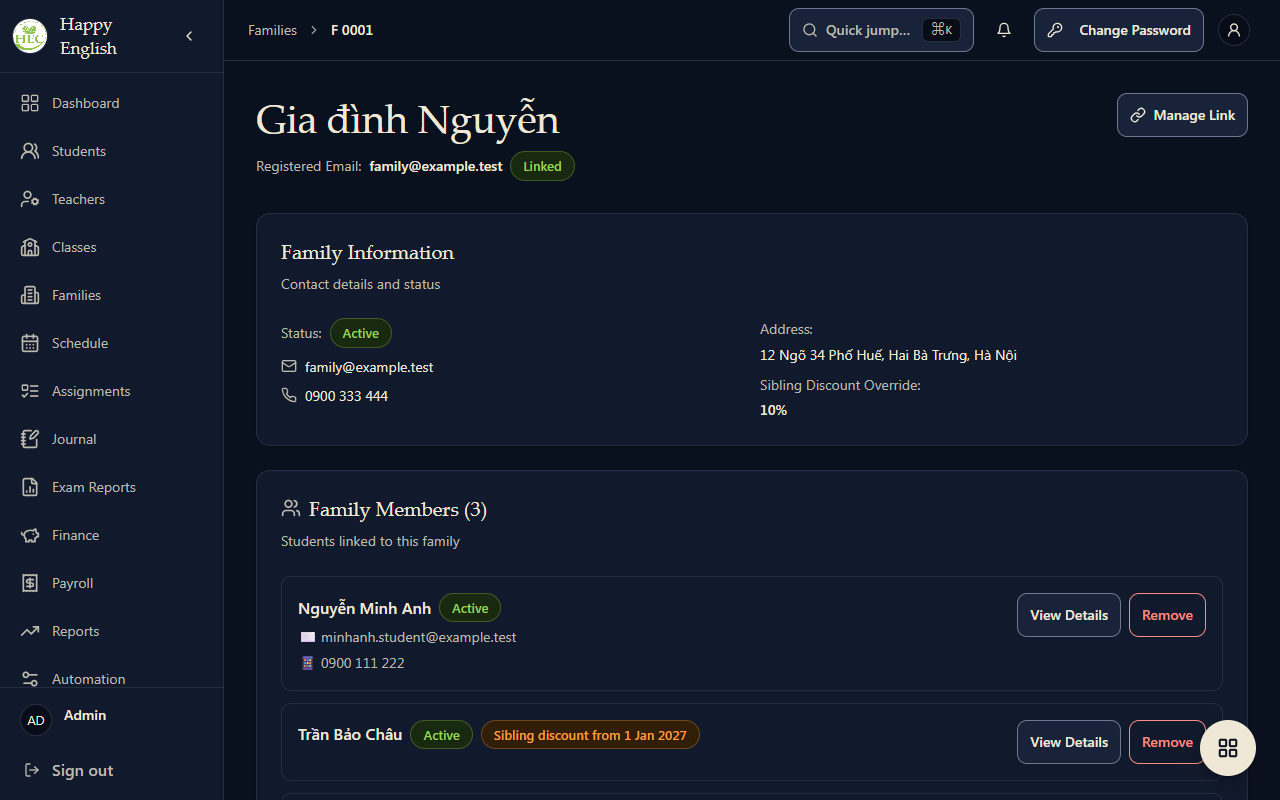 HEC
Happy
English
Families
F 0001
Quick jump...
⌘K
Change Password
Dashboard
Students
Teachers
Classes
Families
Schedule
Assignments
Journal
Exam Reports
Finance
Payroll
Reports
Automation
AD
Admin
Sign out
Gia đình Nguyễn
Manage Link
Registered Email: family@example.test Linked
Family Information
Contact details and status
Status: Active
family@example.test
0900 333 444
Address:
12 Ngõ 34 Phố Huế, Hai Bà Trưng, Hà Nội
Sibling Discount Override:
10%
Family Members (3)
Students linked to this family
Nguyễn Minh Anh Active
minhanh.student@example.test
0900 111 222
View Details
Remove
Trần Bảo Châu Active Sibling discount from 1 Jan 2027
View Details
Remove